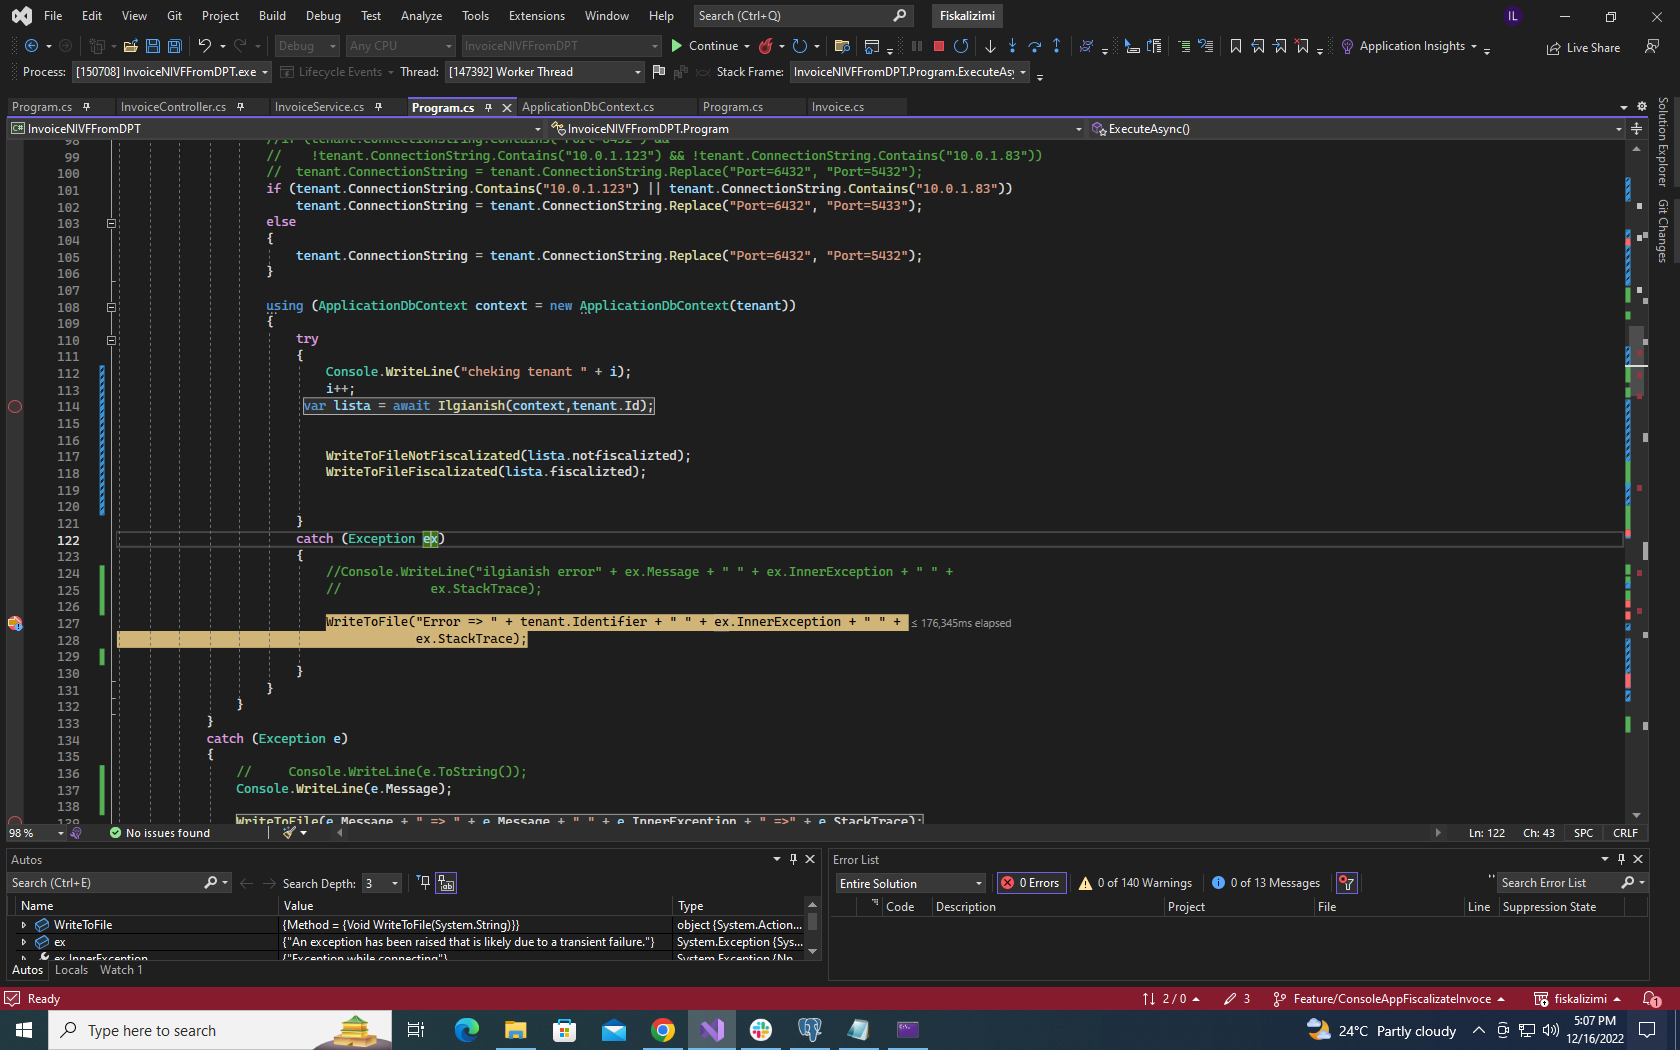 File Edit View Git Project Build Debug Test Analyze Tools Extensions Window Help Search (Ctrl+Q) Fiskalizimi IL
Debug Any CPU InvoiceNIVFFromDPT Continue Application Insights Live Share
Process: [150708] InvoiceNIVFFromDPT.exe Lifecycle Events Thread: [147392] Worker Thread Stack Frame: InvoiceNIVFFromDPT.Program.ExecuteAsy
Program.cs InvoiceController.cs InvoiceService.cs Program.cs ApplicationDbContext.cs Program.cs Invoice.cs
InvoiceNIVFFromDPT InvoiceNIVFFromDPT.Program ExecuteAsync()
Solution Explorer
Git Changes
98 //if (tenant.ConnectionString.Contains("Port=6432") &&
99 // !tenant.ConnectionString.Contains("10.0.1.123") && !tenant.ConnectionString.Contains("10.0.1.83"))
100 // tenant.ConnectionString = tenant.ConnectionString.Replace("Port=6432", "Port=5432");
101 if (tenant.ConnectionString.Contains("10.0.1.123") || tenant.ConnectionString.Contains("10.0.1.83"))
102 tenant.ConnectionString = tenant.ConnectionString.Replace("Port=6432", "Port=5433");
103 else
104 {
105 tenant.ConnectionString = tenant.ConnectionString.Replace("Port=6432", "Port=5432");
106 }
107
108 using (ApplicationDbContext context = new ApplicationDbContext(tenant))
109 {
110 try
111 {
112 Console.WriteLine("cheking tenant " + i);
113 i++;
114 var lista = await Ilgianish(context,tenant.Id);
115
116
117 WriteToFileNotFiscalizated(lista.notfiscalizted);
118 WriteToFileFiscalizated(lista.fiscalizted);
119
120
121 }
122 catch (Exception ex)
123 {
124 //Console.WriteLine("ilgianish error" + ex.Message + " " + ex.InnerException + " " +
125 // ex.StackTrace);
126
127 WriteToFile("Error => " + tenant.Identifier + " " + ex.InnerException + " " + ≤ 176,345ms elapsed
128 ex.StackTrace);
129
130 }
131 }
132 }
133 }
134 catch (Exception e)
135 {
136 // Console.WriteLine(e.ToString());
137 Console.WriteLine(e.Message);
138
139 WriteToFile(e.Message + " => " + e.Message + " " + e.InnerException + " =>" + e.StackTrace);
98 % No issues found Ln: 122 Ch: 43 SPC CRLF
Autos
Search (Ctrl+E) Search Depth: 3
Name Value Type
WriteToFile {Method = {Void WriteToFile(System.String)}} object {System.Action...
ex {"An exception has been raised that is likely due to a transient failure."} System.Exception {Sys...
ex.InnerException {"Exception while connecting"} System.Exception {Np...
Autos Locals Watch 1
Error List
Entire Solution 0 Errors 0 of 140 Warnings 0 of 13 Messages Search Error List
Code Description Project File Line Suppression State
Ready 2 / 0 3 Feature/ConsoleAppFiscalizateInvoce fiskalizimi 1
Type here to search 24°C Partly cloudy 5:07 PM
12/16/2022